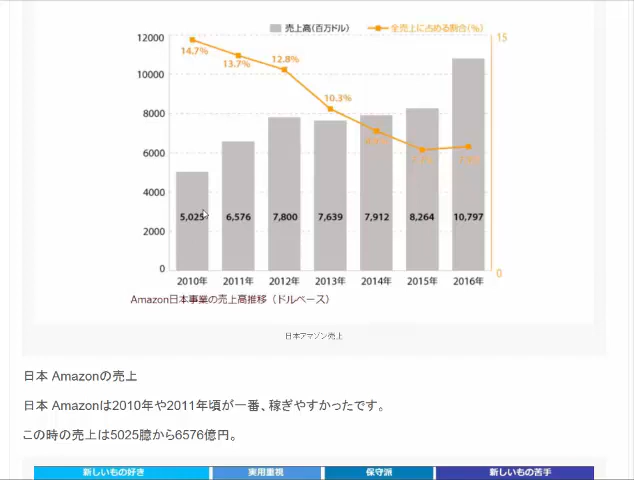 売上高(百万ドル) 全売上に占める割合(%)
12000
10000
8000
6000
4000
2000
0
15
0
14.7%
13.7%
12.8%
10.3%
5,025
6,576
7,800
7,639
7,912
8,264
10,797
2010年 2011年 2012年 2013年 2014年 2015年 2016年
Amazon日本事業の売上高推移（ドルベース）
日本アマゾン売上
日本 Amazonの売上
日本 Amazonは2010年や2011年頃が一番、稼ぎやすかったです。
この時の売上は5025臆から6576億円。
新しいもの好き 実用重視 保守派 新しいもの苦手